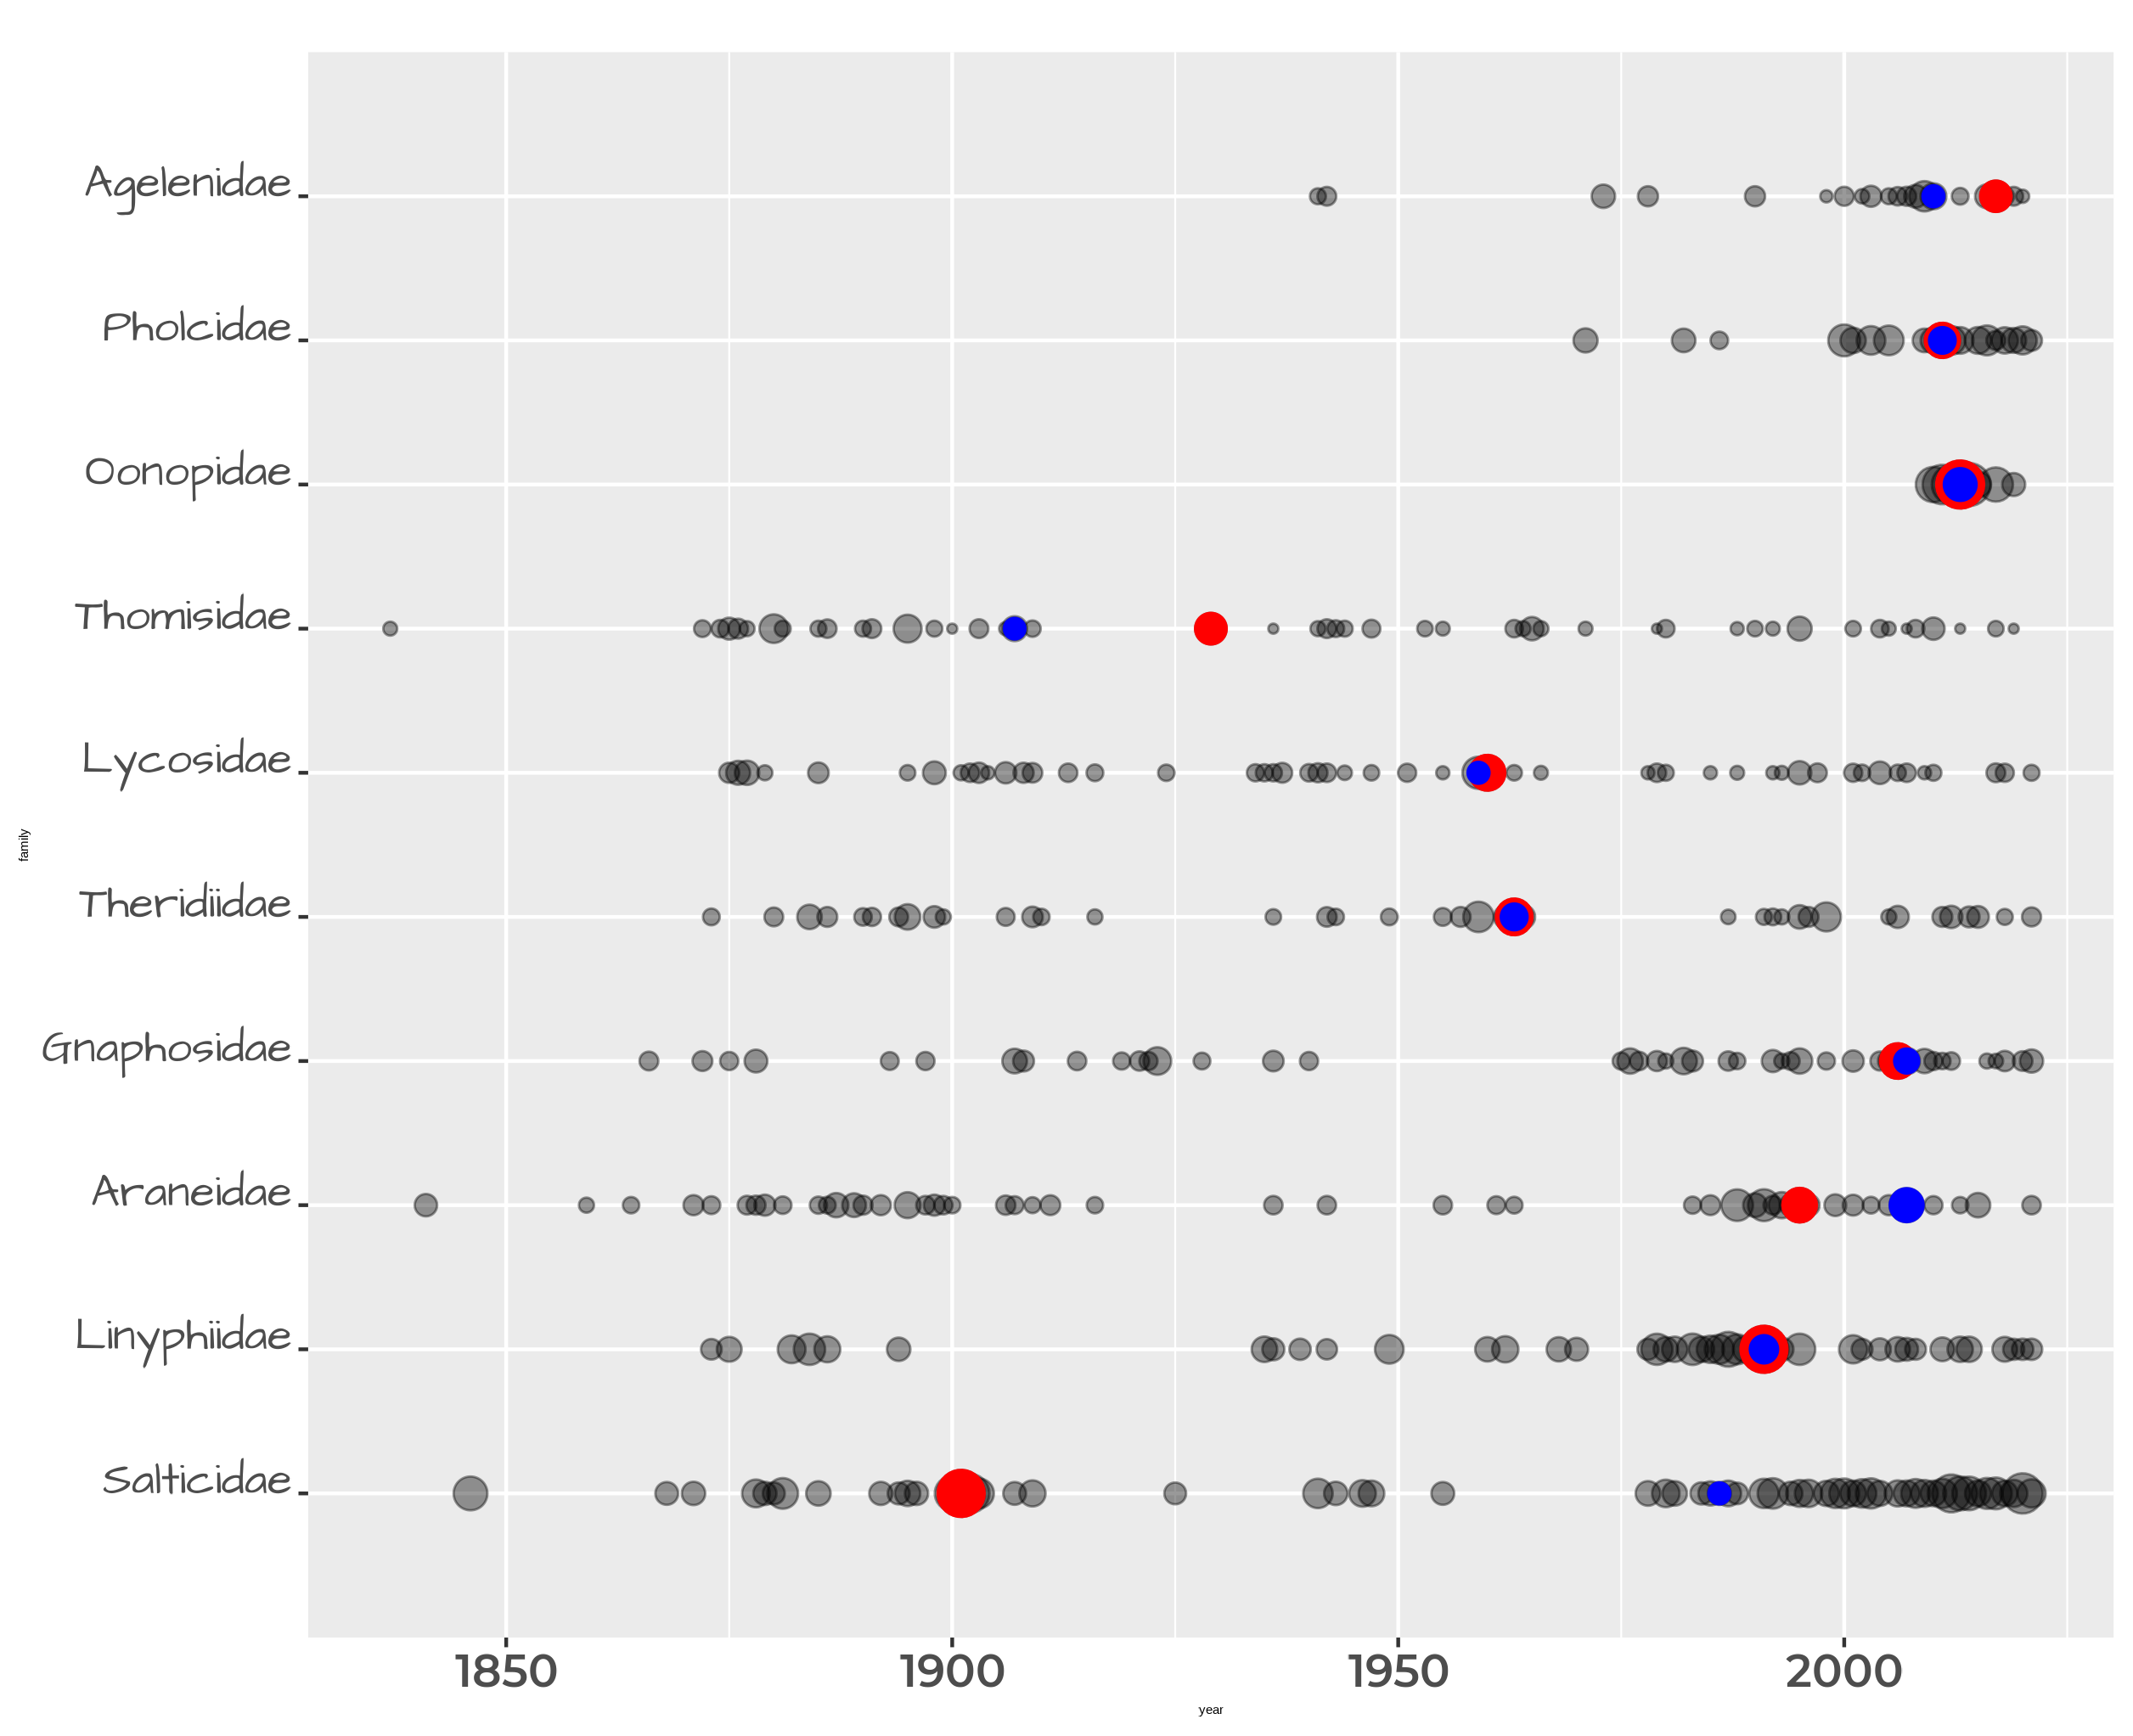 Agelenidae
Pholcidae
Oonopidae
Thomisidae
Lycosidae
Theridiidae
Gnaphosidae
Araneidae
Linyphiidae
Salticidae
family
1850 1900 1950 2000
year